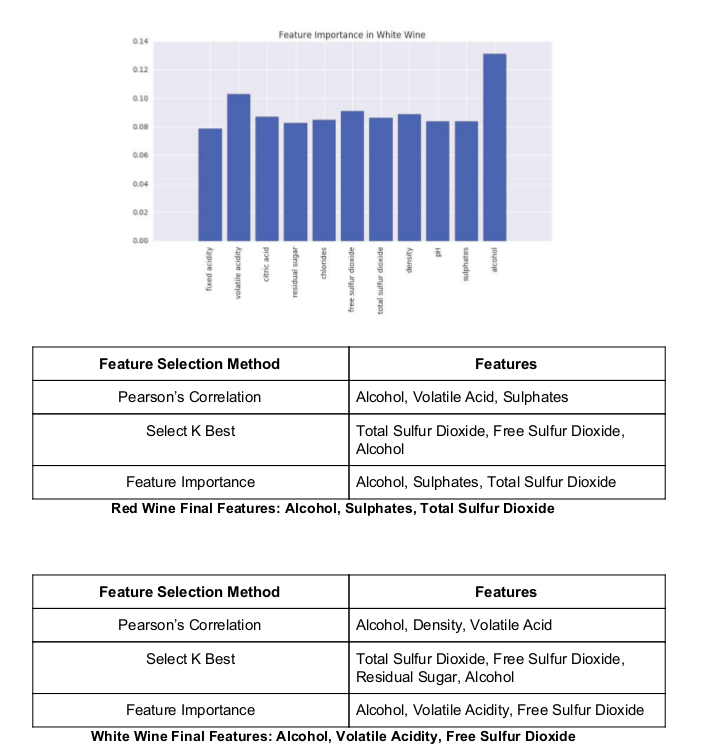 Feature Importance in White Wine
0.14
0.12
0.10
0.08
0.06
0.04
0.02
0.00
fixed acidity
volatile acidity
citric acid
residual sugar
chlorides
free sulfur dioxide
total sulfur dioxide
density
pH
sulphates
alcohol
Feature Selection Method Features
Pearson's Correlation Alcohol, Volatile Acid, Sulphates
Select K Best Total Sulfur Dioxide, Free Sulfur Dioxide,
Alcohol
Feature Importance Alcohol, Sulphates, Total Sulfur Dioxide
Red Wine Final Features: Alcohol, Sulphates, Total Sulfur Dioxide
Feature Selection Method Features
Pearson's Correlation Alcohol, Density, Volatile Acid
Select K Best Total Sulfur Dioxide, Free Sulfur Dioxide,
Residual Sugar, Alcohol
Feature Importance Alcohol, Volatile Acidity, Free Sulfur Dioxide
White Wine Final Features: Alcohol, Volatile Acidity, Free Sulfur Dioxide